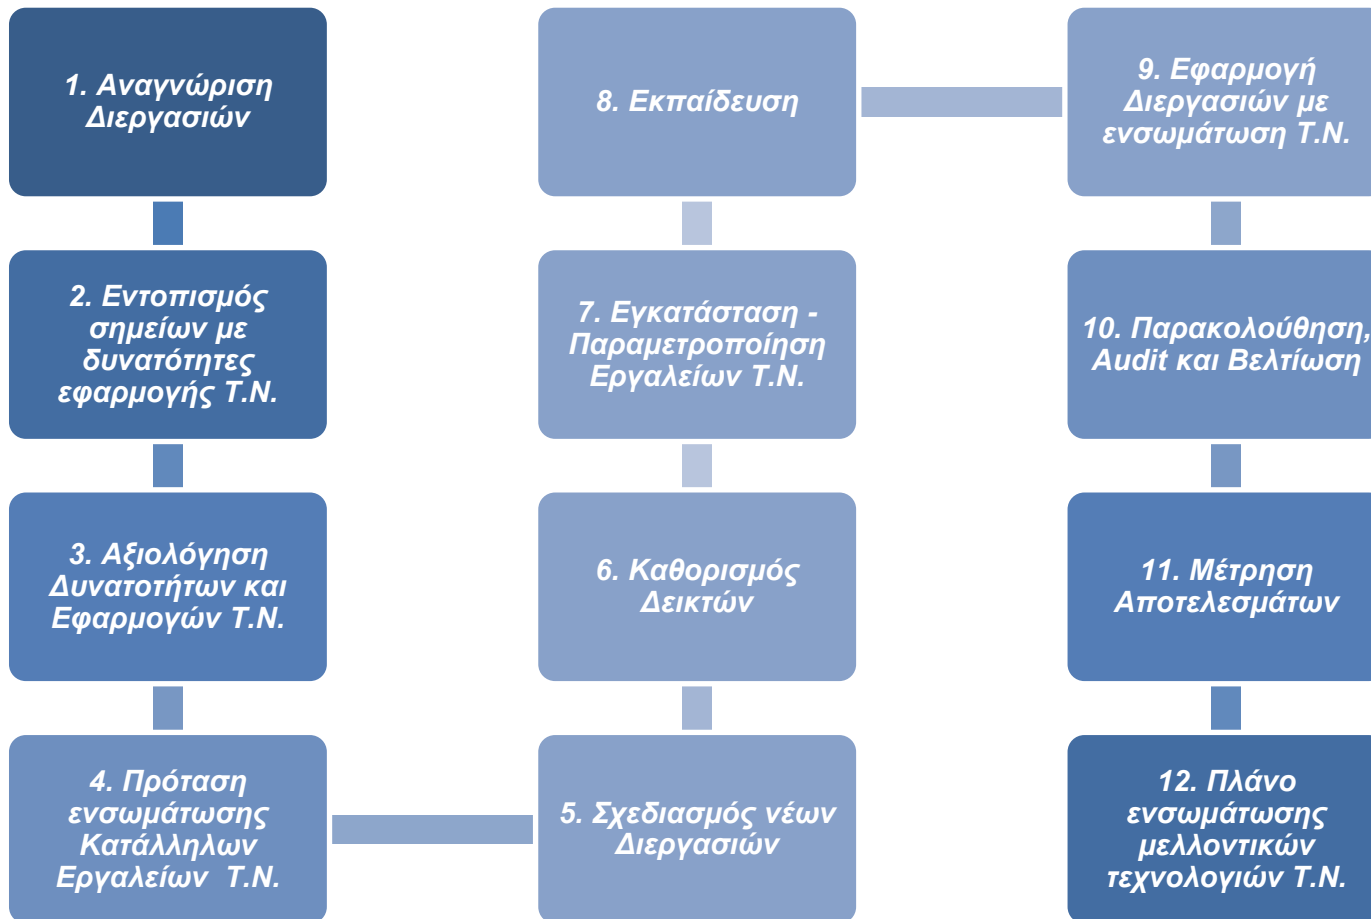 1. Αναγνώριση
Διεργασιών
2. Εντοπισμός
σημείων με
δυνατότητες
εφαρμογής Τ.Ν.
3. Αξιολόγηση
Δυνατοτήτων και
Εφαρμογών Τ.Ν.
4. Πρόταση
ενσωμάτωσης
Κατάλληλων
Εργαλείων Τ.Ν.
5. Σχεδιασμός νέων
Διεργασιών
6. Καθορισμός
Δεικτών
7. Εγκατάσταση -
Παραμετροποίηση
Εργαλείων Τ.Ν.
8. Εκπαίδευση
9. Εφαρμογή
Διεργασιών με
ενσωμάτωση Τ.Ν.
10. Παρακολούθηση,
Audit και Βελτίωση
11. Μέτρηση
Αποτελεσμάτων
12. Πλάνο
ενσωμάτωσης
μελλοντικών
τεχνολογιών Τ.Ν.